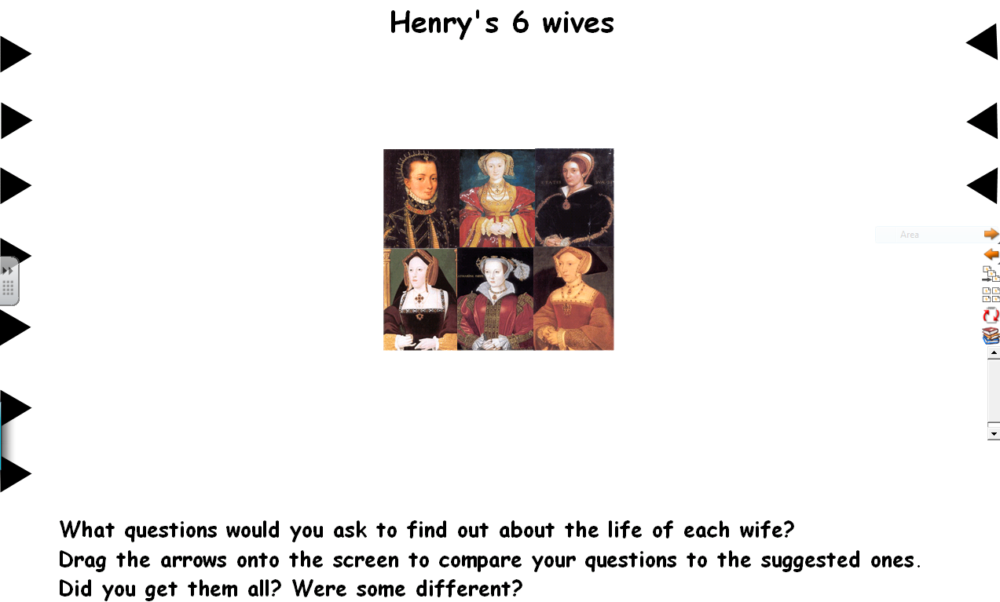 Henry's 6 wives
Area
What questions would you ask to find out about the life of each wife?
Drag the arrows onto the screen to compare your questions to the suggested ones.
Did you get them all? Were some different?